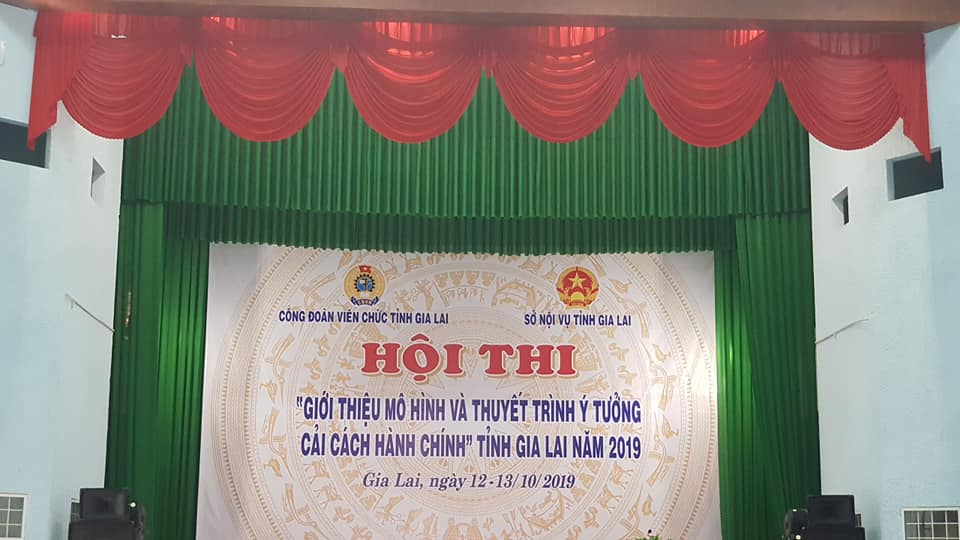 CÔNG ĐOÀN VIÊN CHỨC TỈNH GIA LAI
SỞ NỘI VỤ TỈNH GIA LAI
HỘI THI
"GIỚI THIỆU MÔ HÌNH VÀ THUYẾT TRÌNH Ý TƯỞNG
CẢI CÁCH HÀNH CHÍNH" TỈNH GIA LAI NĂM 2019
Gia Lai, ngày 12-13/10/2019